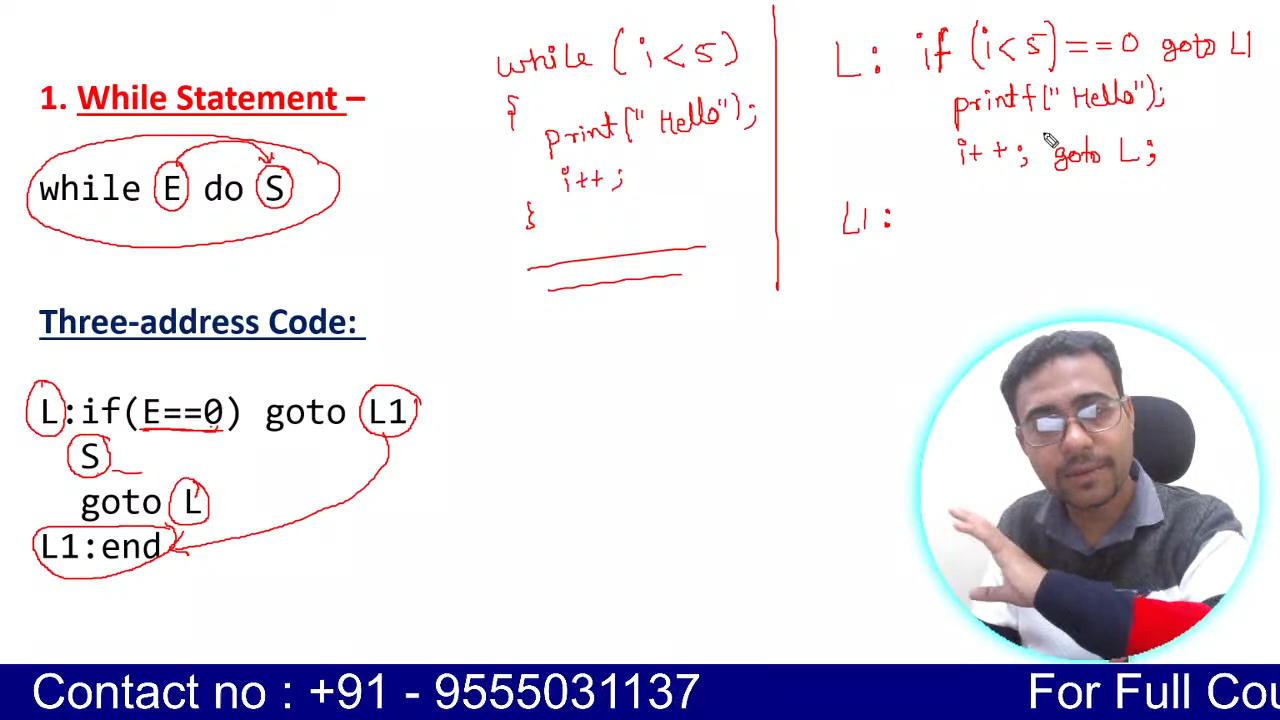 1. While Statement –
while E do S
Three-address Code:
L:if(E==0) goto L1
S
goto L
L1:end
while (i<5)
{
print("Hello");
i++;
}
L: if (i<5)==0 goto L1
printf("Hello");
i++; goto L;
L1:
Contact no : +91 - 9555031137
For Full Cou